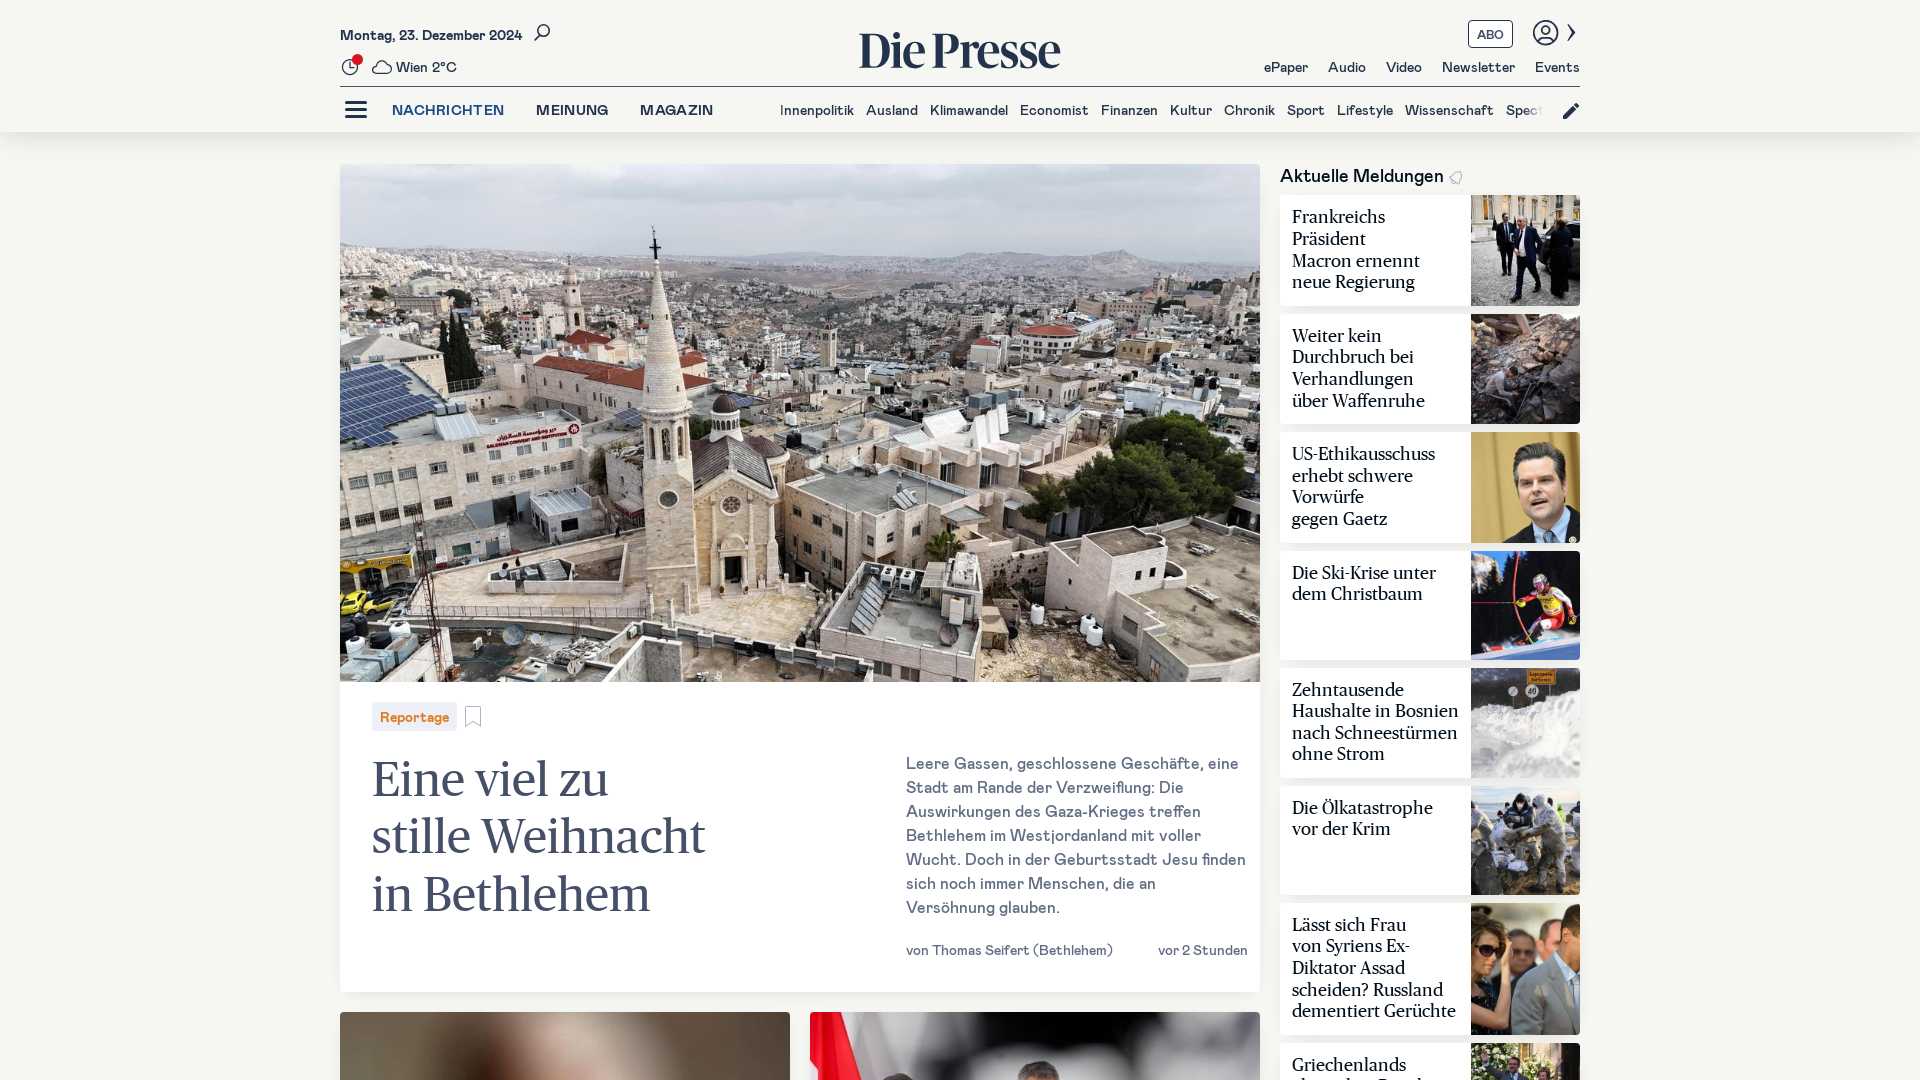 Montag, 23. Dezember 2024
Wien 2°C
Die Presse
ABO
ePaper Audio Video Newsletter Events
NACHRICHTEN MEINUNG MAGAZIN
Innenpolitik Ausland Klimawandel Economist Finanzen Kultur Chronik Sport Lifestyle Wissenschaft Spect
Reportage
Eine viel zu
stille Weihnacht
in Bethlehem
Leere Gassen, geschlossene Geschäfte, eine
Stadt am Rande der Verzweiflung: Die
Auswirkungen des Gaza-Krieges treffen
Bethlehem im Westjordanland mit voller
Wucht. Doch in der Geburtsstadt Jesu finden
sich noch immer Menschen, die an
Versöhnung glauben.
von Thomas Seifert (Bethlehem) vor 2 Stunden
Aktuelle Meldungen
Frankreichs
Präsident
Macron ernennt
neue Regierung
Weiter kein
Durchbruch bei
Verhandlungen
über Waffenruhe
US-Ethikausschuss
erhebt schwere
Vorwürfe
gegen Gaetz
Die Ski-Krise unter
dem Christbaum
Zehntausende
Haushalte in Bosnien
nach Schneestürmen
ohne Strom
Die Ölkatastrophe
vor der Krim
Lässt sich Frau
von Syriens Ex-
Diktator Assad
scheiden? Russland
dementiert Gerüchte
Griechenlands